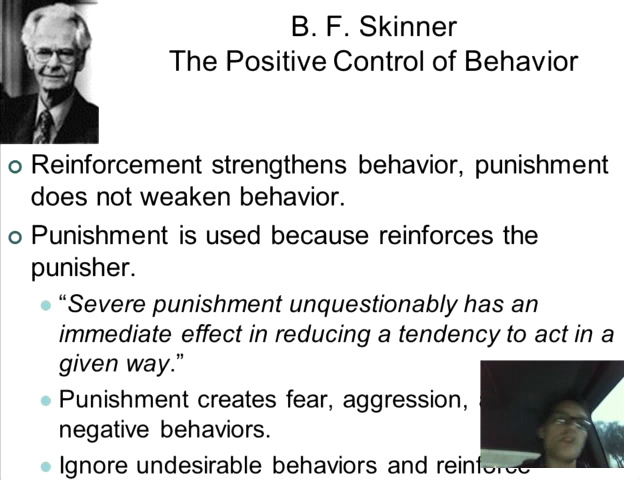 B. F. Skinner
The Positive Control of Behavior
Reinforcement strengthens behavior, punishment
does not weaken behavior.
Punishment is used because reinforces the
punisher.
“Severe punishment unquestionably has an
immediate effect in reducing a tendency to act in a
given way.”
Punishment creates fear, aggression,
negative behaviors.
Ignore undesirable behaviors and reinforce